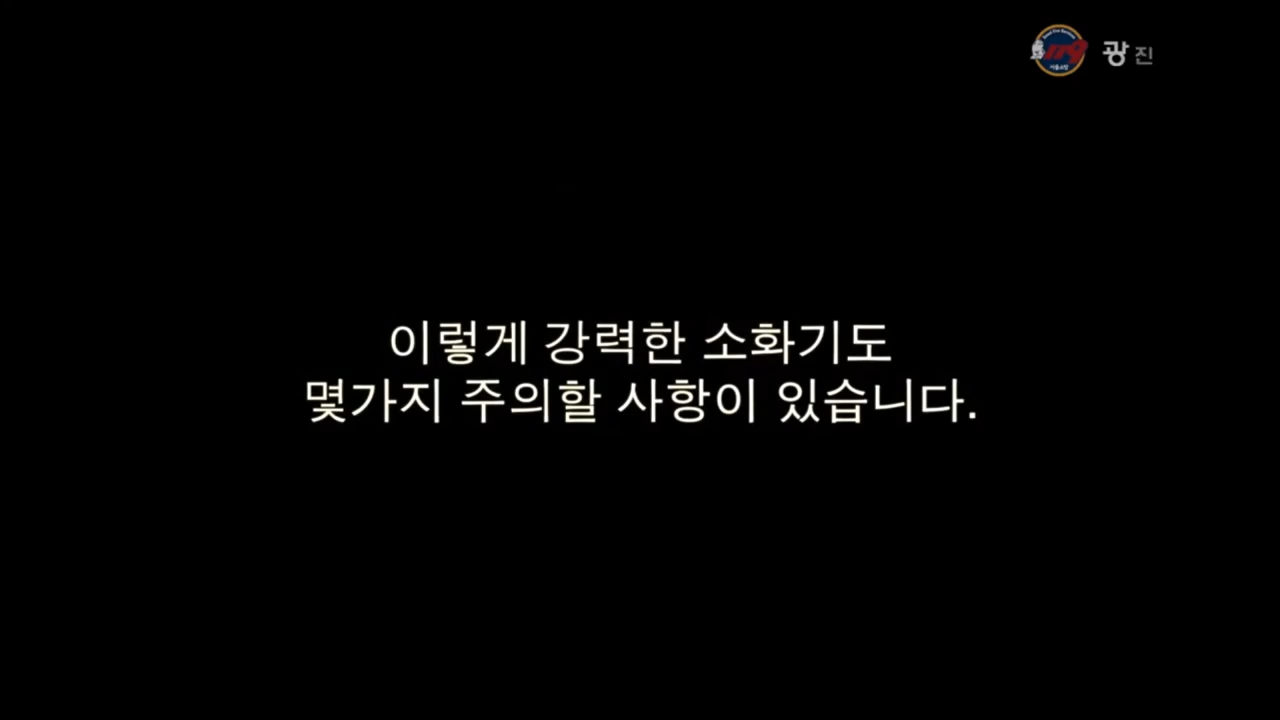 119
광진
이렇게 강력한 소화기도
몇가지 주의할 사항이 있습니다.